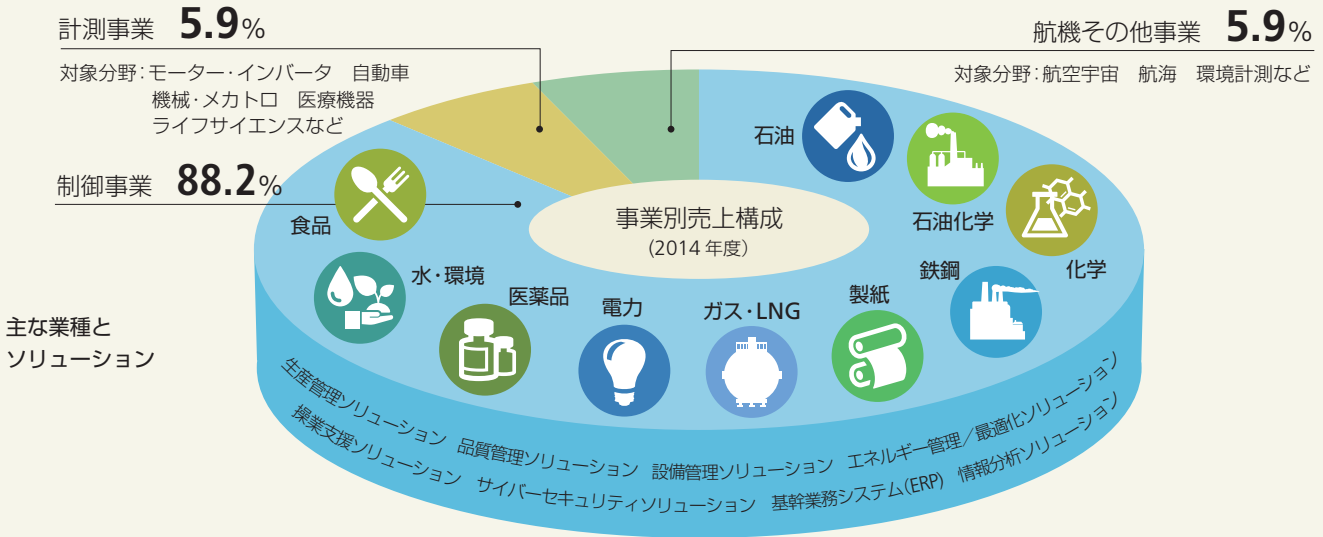 計測事業 5.9%
対象分野:モーター・インバータ 自動車
機械・メカトロ 医療機器
ライフサイエンスなど
航機その他事業 5.9%
対象分野:航空宇宙 航海 環境計測など
制御事業 88.2%
事業別売上構成
(2014年度)
石油
石油化学
化学
鉄鋼
製紙
ガス・LNG
電力
医薬品
水・環境
食品
主な業種と
ソリューション
生産管理ソリューション 品質管理ソリューション 設備管理ソリューション エネルギー管理/最適化ソリューション
操業支援ソリューション サイバーセキュリティソリューション 基幹業務システム(ERP) 情報分析ソリューション